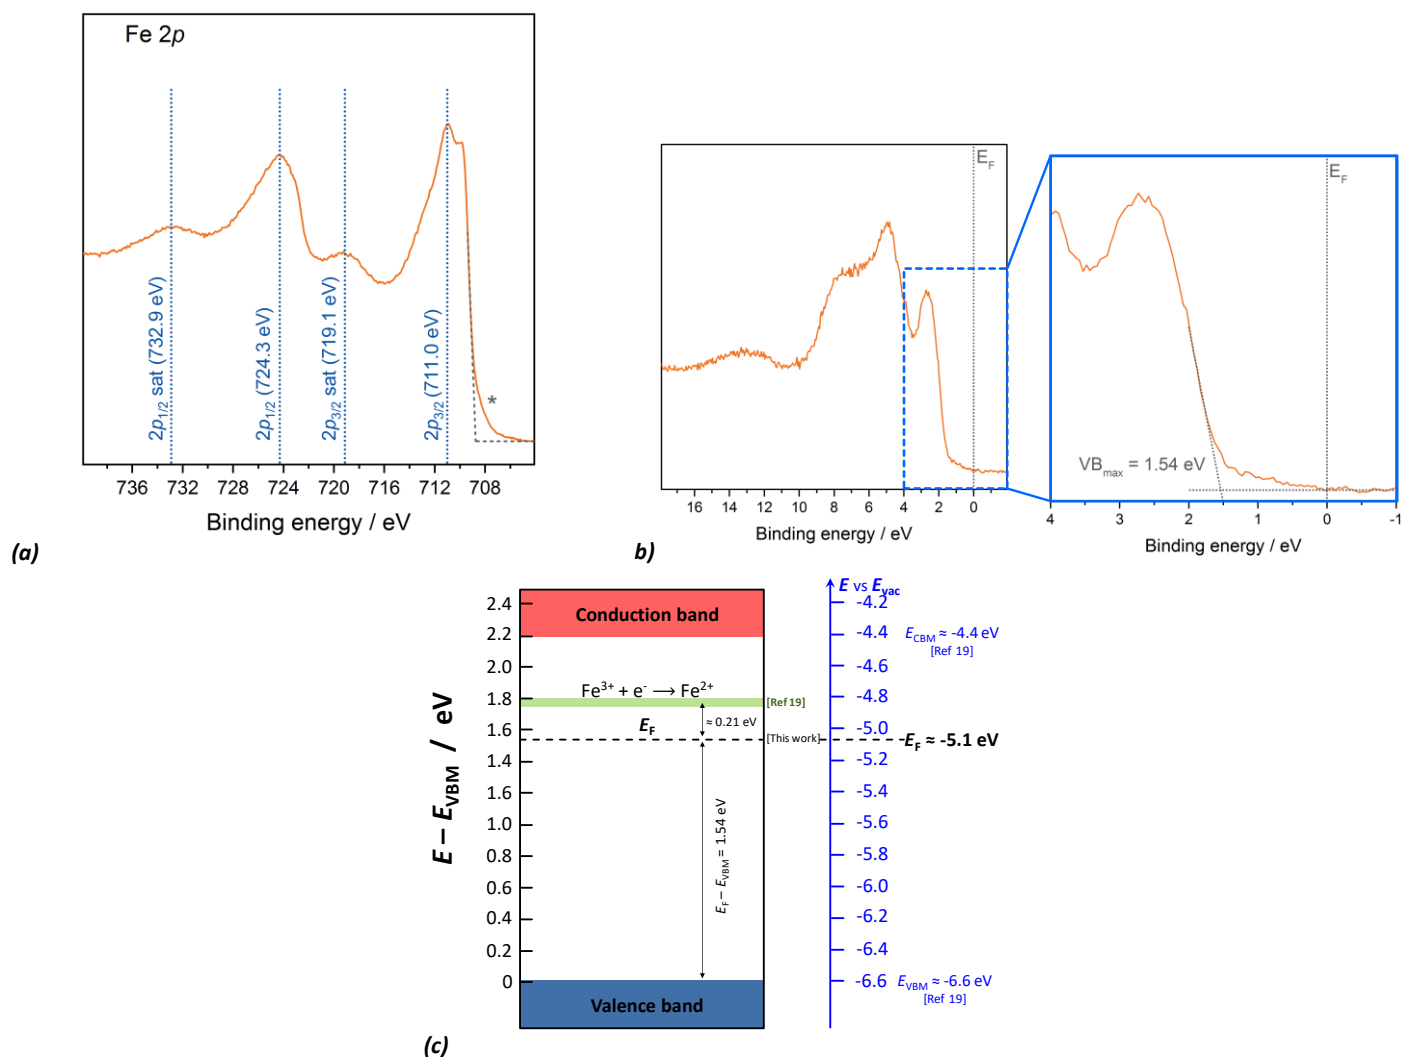 Fe 2p
2p1/2 sat (732.9 eV)
2p1/2 (724.3 eV)
2p3/2 sat (719.1 eV)
2p3/2 (711.0 eV)
*
736 732 728 724 720 716 712 708
Binding energy / eV
(a)
EF
16 14 12 10 8 6 4 2 0
Binding energy / eV
b)
EF
VBmax = 1.54 eV
4 3 2 1 0 -1
Binding energy / eV
E – EVBM / eV
2.4
2.2
2.0
1.8
1.6
1.4
1.6
1.0
0.8
0.6
0.4
0.2
0
Conduction band
Fe3+ + e- ⟶ Fe2+
[Ref 19]
≈ 0.21 eV
EF
[This work]
EF – EVBM = 1.54 eV
Valence band
E vs Evac
-4.2
-4.4
-4.6
-4.8
-5.0
-5.2
-5.4
-5.6
-5.8
-6.0
-6.2
-6.4
-6.6
ECBM ≈ -4.4 eV
[Ref 19]
EF ≈ -5.1 eV
EVBM ≈ -6.6 eV
[Ref 19]
(c)